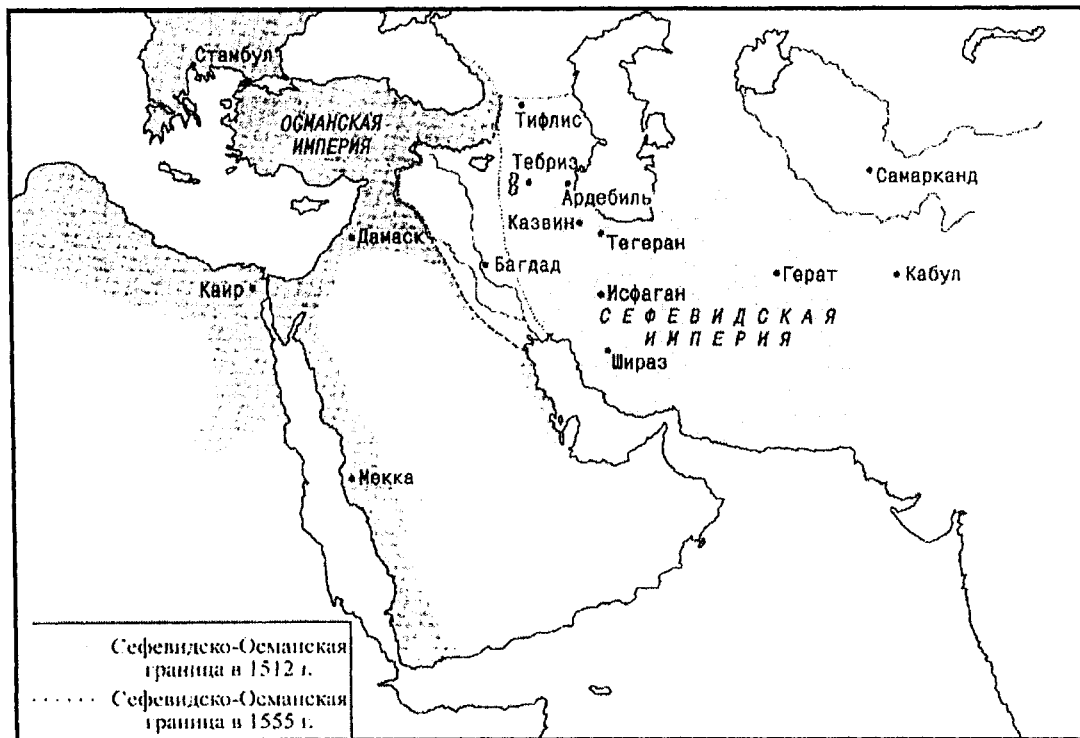 Стамбул
ОСМАНСКАЯ
ИМПЕРИЯ
Тифлис
Тебриз
Ардебиль
Самарканд
Казвин
Тегеран
Дамаск
Багдад
Герат
Кабул
Каир
Исфаган
СЕФЕВИДСКАЯ
ИМПЕРИЯ
Шираз
Мекка
Сефевидско-Османская
граница в 1512 г.
Сефевидско-Османская
граница в 1555 г.